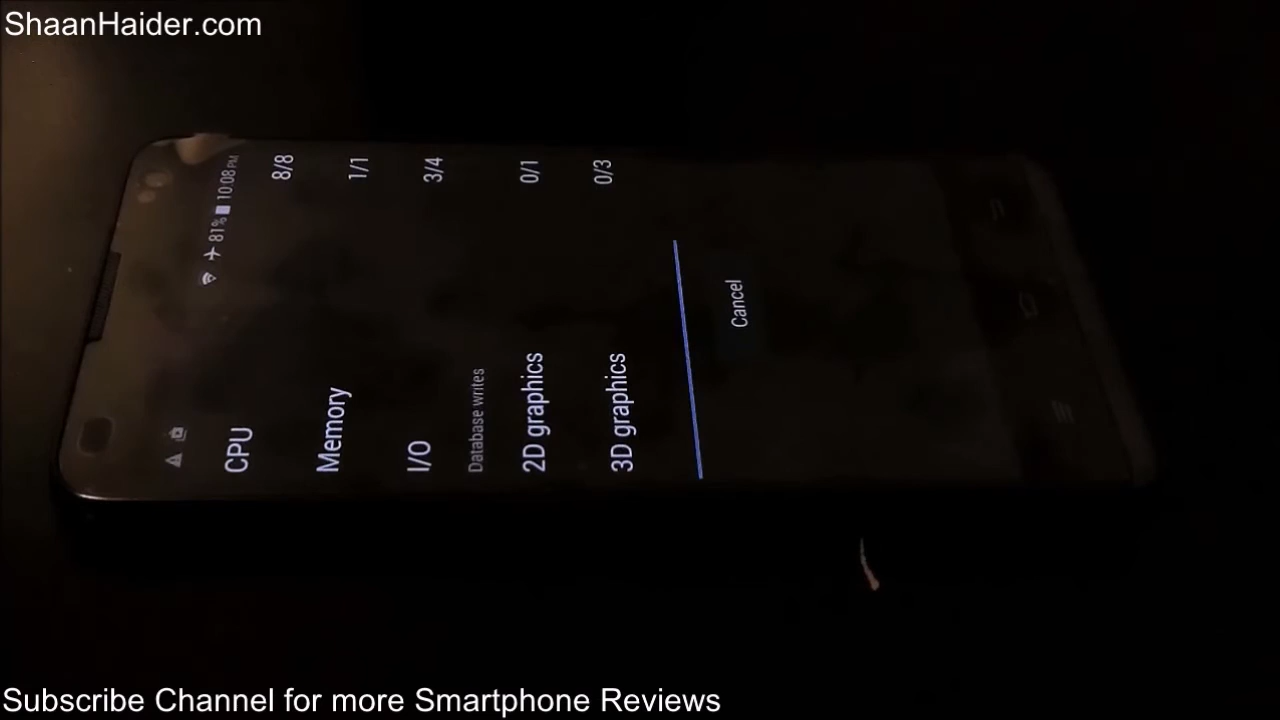 ShaanHaider.com
81% 10:08 PM
CPU 8/8
Memory 1/1
I/O 3/4
Database writes
2D graphics 0/1
3D graphics 0/3
Cancel
Subscribe Channel for more Smartphone Reviews